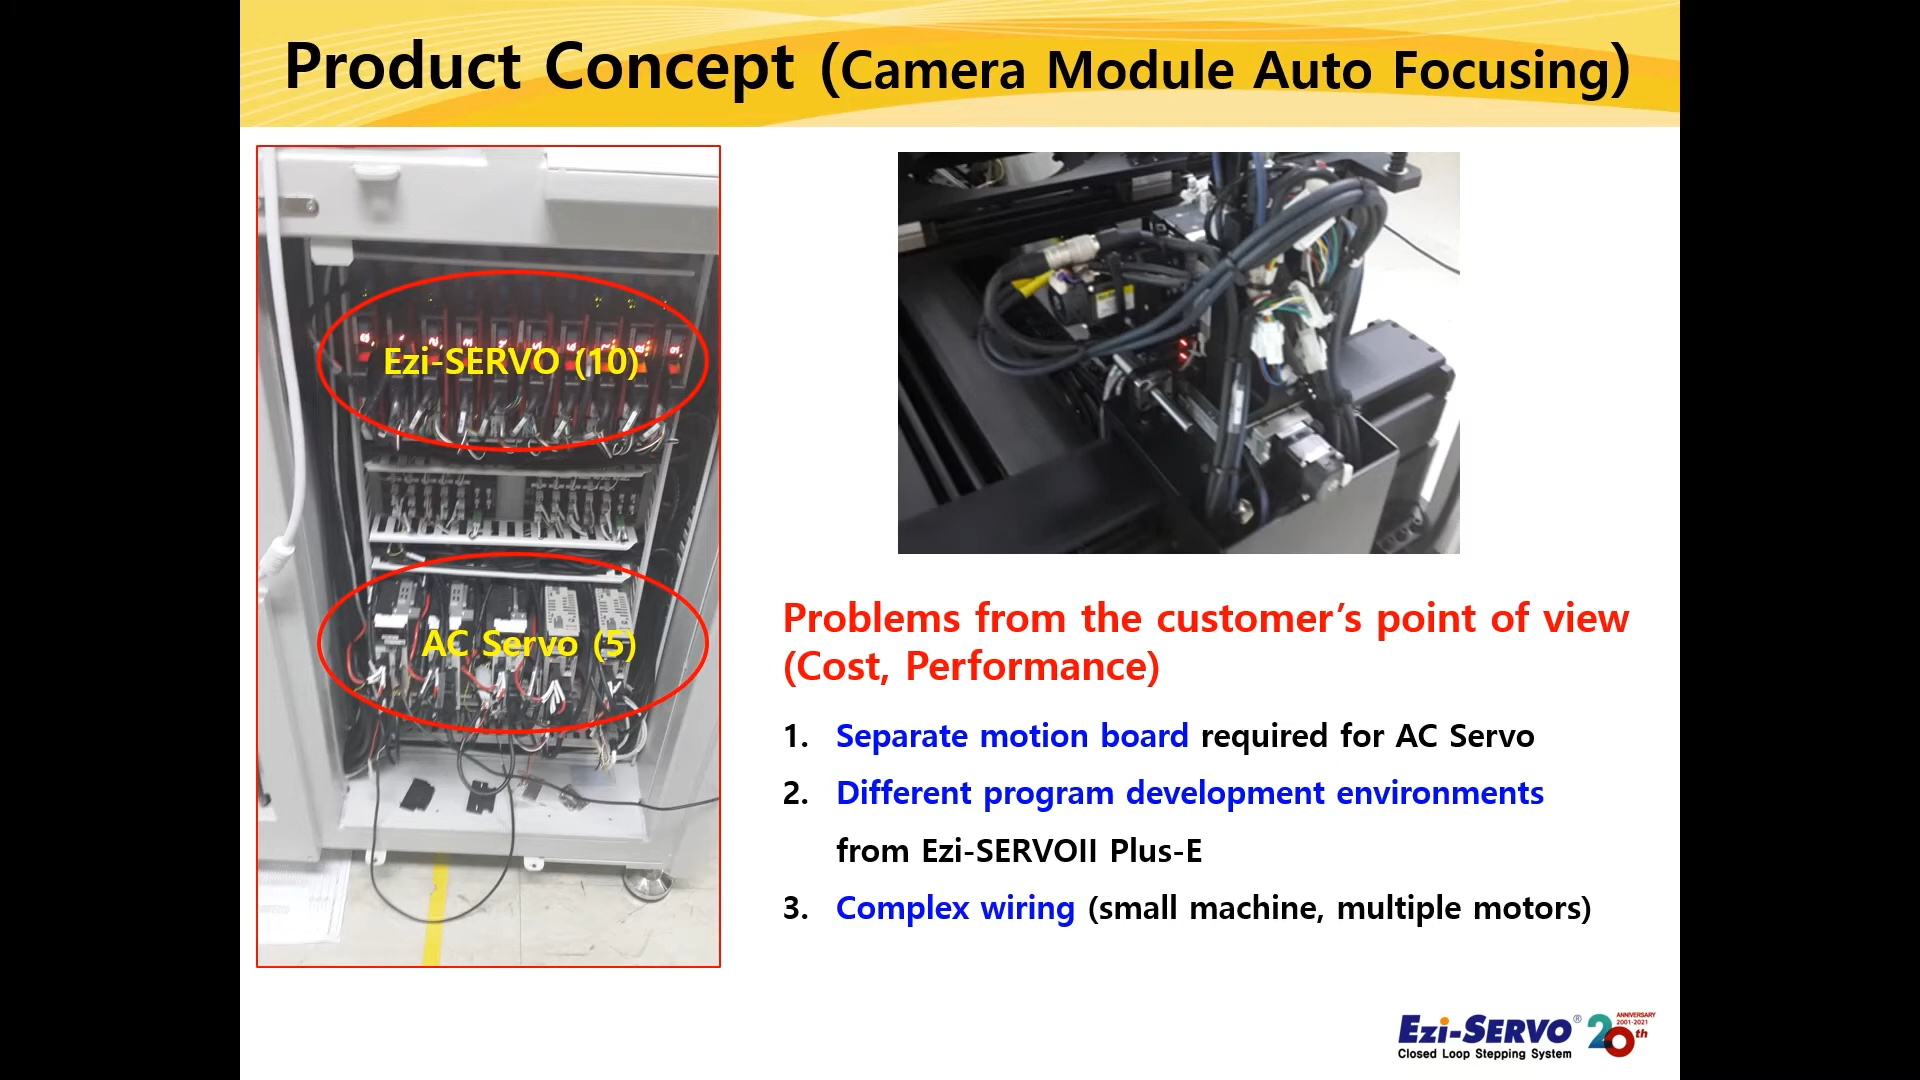 Product Concept (Camera Module Auto Focusing)
Ezi-SERVO (10)
AC Servo (5)
Problems from the customer’s point of view
(Cost, Performance)
1. Separate motion board required for AC Servo
2. Different program development environments
from Ezi-SERVOII Plus-E
3. Complex wiring (small machine, multiple motors)
Ezi-SERVO®
Closed Loop Stepping System
20th
ANNIVERSARY
2001-2021